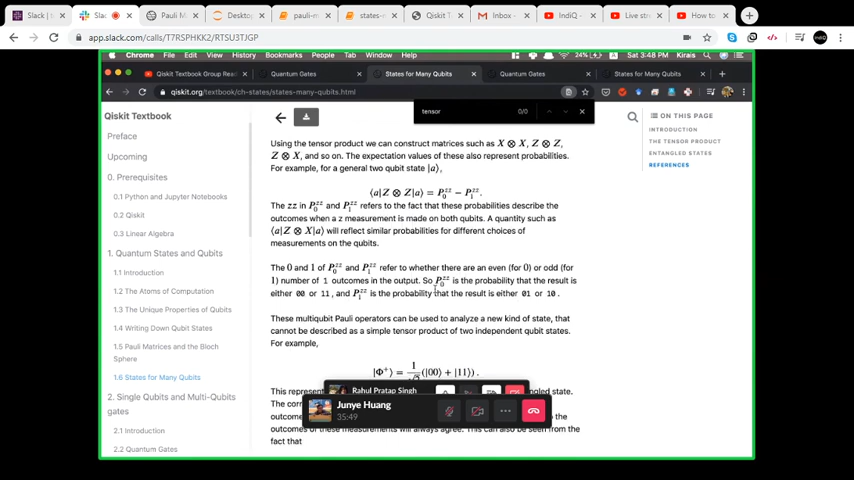 Slack | t
Slac
Pauli M
Desktop
pauli-m
states-m
Qiskit T
Inbox -
IndiQ -
Live stre
How to
app.slack.com/calls/T7RSPHKK2/RTSU3TJGP
Chrome File Edit View History Bookmarks People Tab Window Help
24% Sat 3:48 PM Kirais
Qiskit Textbook Group Rea
Quantum Gates
States for Many Qubits
Quantum Gates
States for Many Qubits
qiskit.org/textbook/ch-states/states-many-qubits.html
tensor 0/0
Qiskit Textbook
Preface
Upcoming
0. Prerequisites
0.1 Python and Jupyter Notebooks
0.2 Qiskit
0.3 Linear Algebra
1. Quantum States and Qubits
1.1 Introduction
1.2 The Atoms of Computation
1.3 The Unique Properties of Qubits
1.4 Writing Down Qubit States
1.5 Pauli Matrices and the Bloch
Sphere
1.6 States for Many Qubits
2. Single Qubits and Multi-Qubits
gates
2.1 Introduction
2.2 Quantum Gates
Using the tensor product we can construct matrices such as X ⊗ X, Z ⊗ Z,
Z ⊗ X, and so on. The expectation values of these also represent probabilities.
For example, for a general two qubit state |a⟩,
⟨a|Z ⊗ Z|a⟩ = P₀ᶻᶻ − P₁ᶻᶻ.
The zz in P₀ᶻᶻ and P₁ᶻᶻ refers to the fact that these probabilities describe the
outcomes when a z measurement is made on both qubits. A quantity such as
⟨a|Z ⊗ X|a⟩ will reflect similar probabilities for different choices of
measurements on the qubits.
The 0 and 1 of P₀ᶻᶻ and P₁ᶻᶻ refer to whether there are an even (for 0) or odd (for
1) number of 1 outcomes in the output. So P₀ᶻᶻ is the probability that the result is
either 00 or 11, and P₁ᶻᶻ is the probability that the result is either 01 or 10 .
These multiqubit Pauli operators can be used to analyze a new kind of state, that
cannot be described as a simple tensor product of two independent qubit states.
For example,
|Φ⁺⟩ = 1/√2 (|00⟩ + |11⟩) .
This represent
ngled state.
The corr
outcome
o the
outcomes of these measurements will always agree. This can also be seen from the
fact that
Rahul Pratap Singh
Junye Huang
35:49
ON THIS PAGE
INTRODUCTION
THE TENSOR PRODUCT
ENTANGLED STATES
REFERENCES